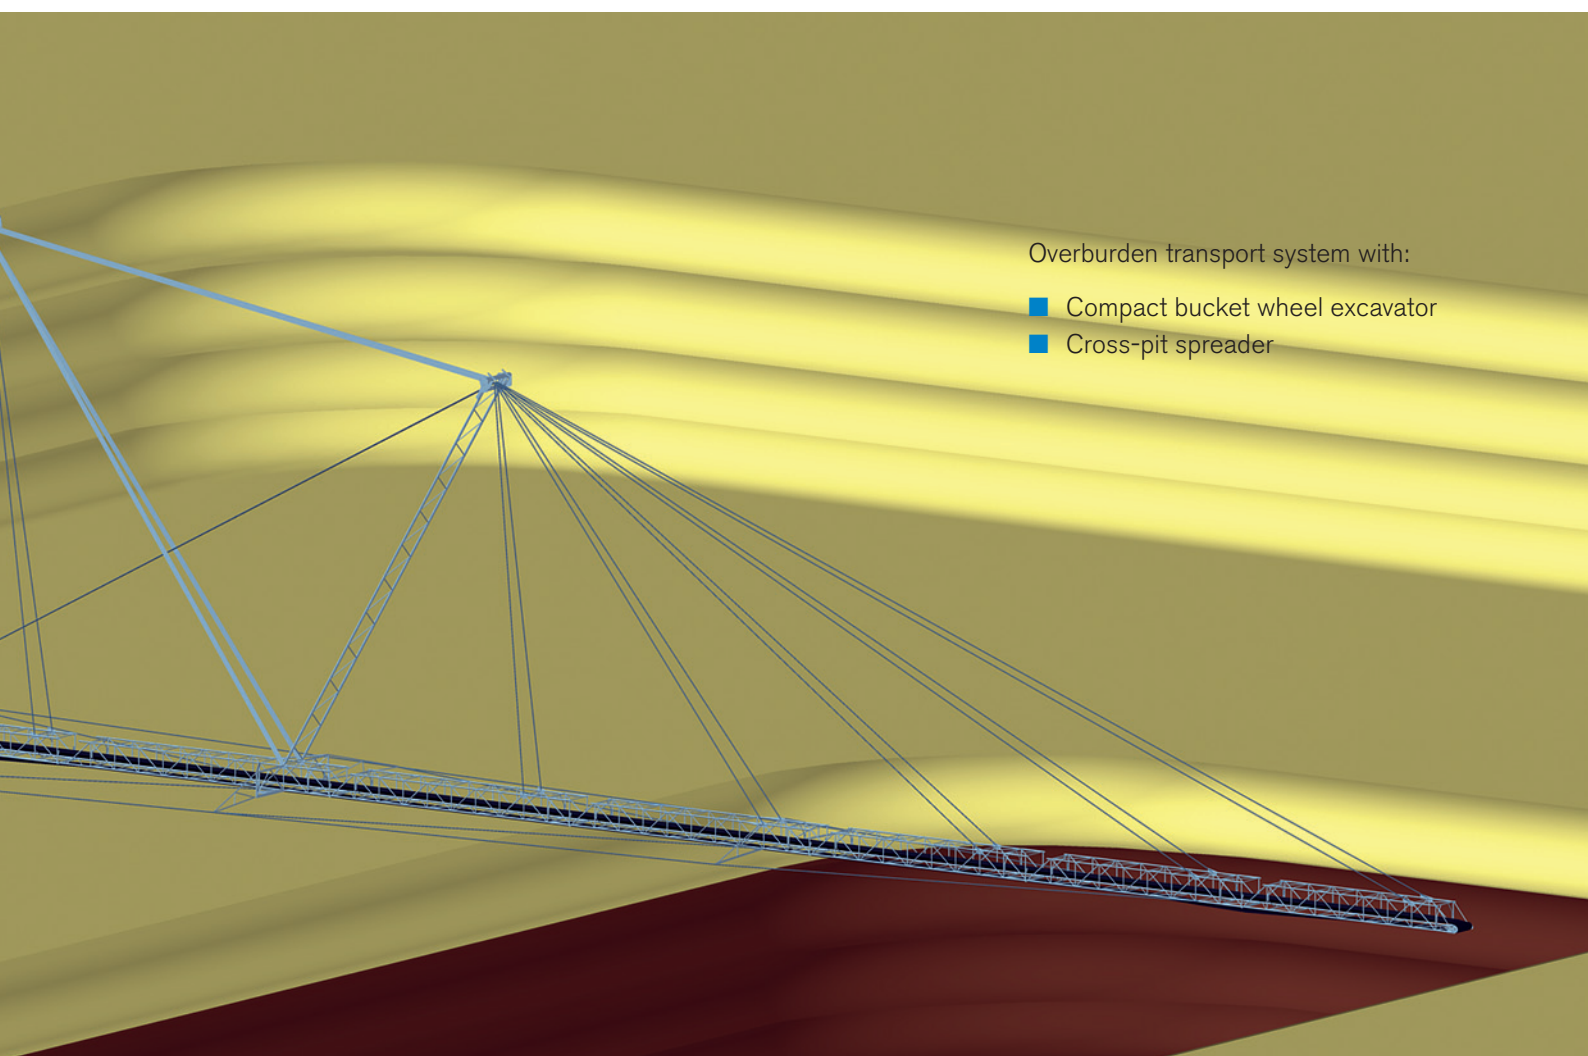 Overburden transport system with:
Compact bucket wheel excavator
Cross-pit spreader